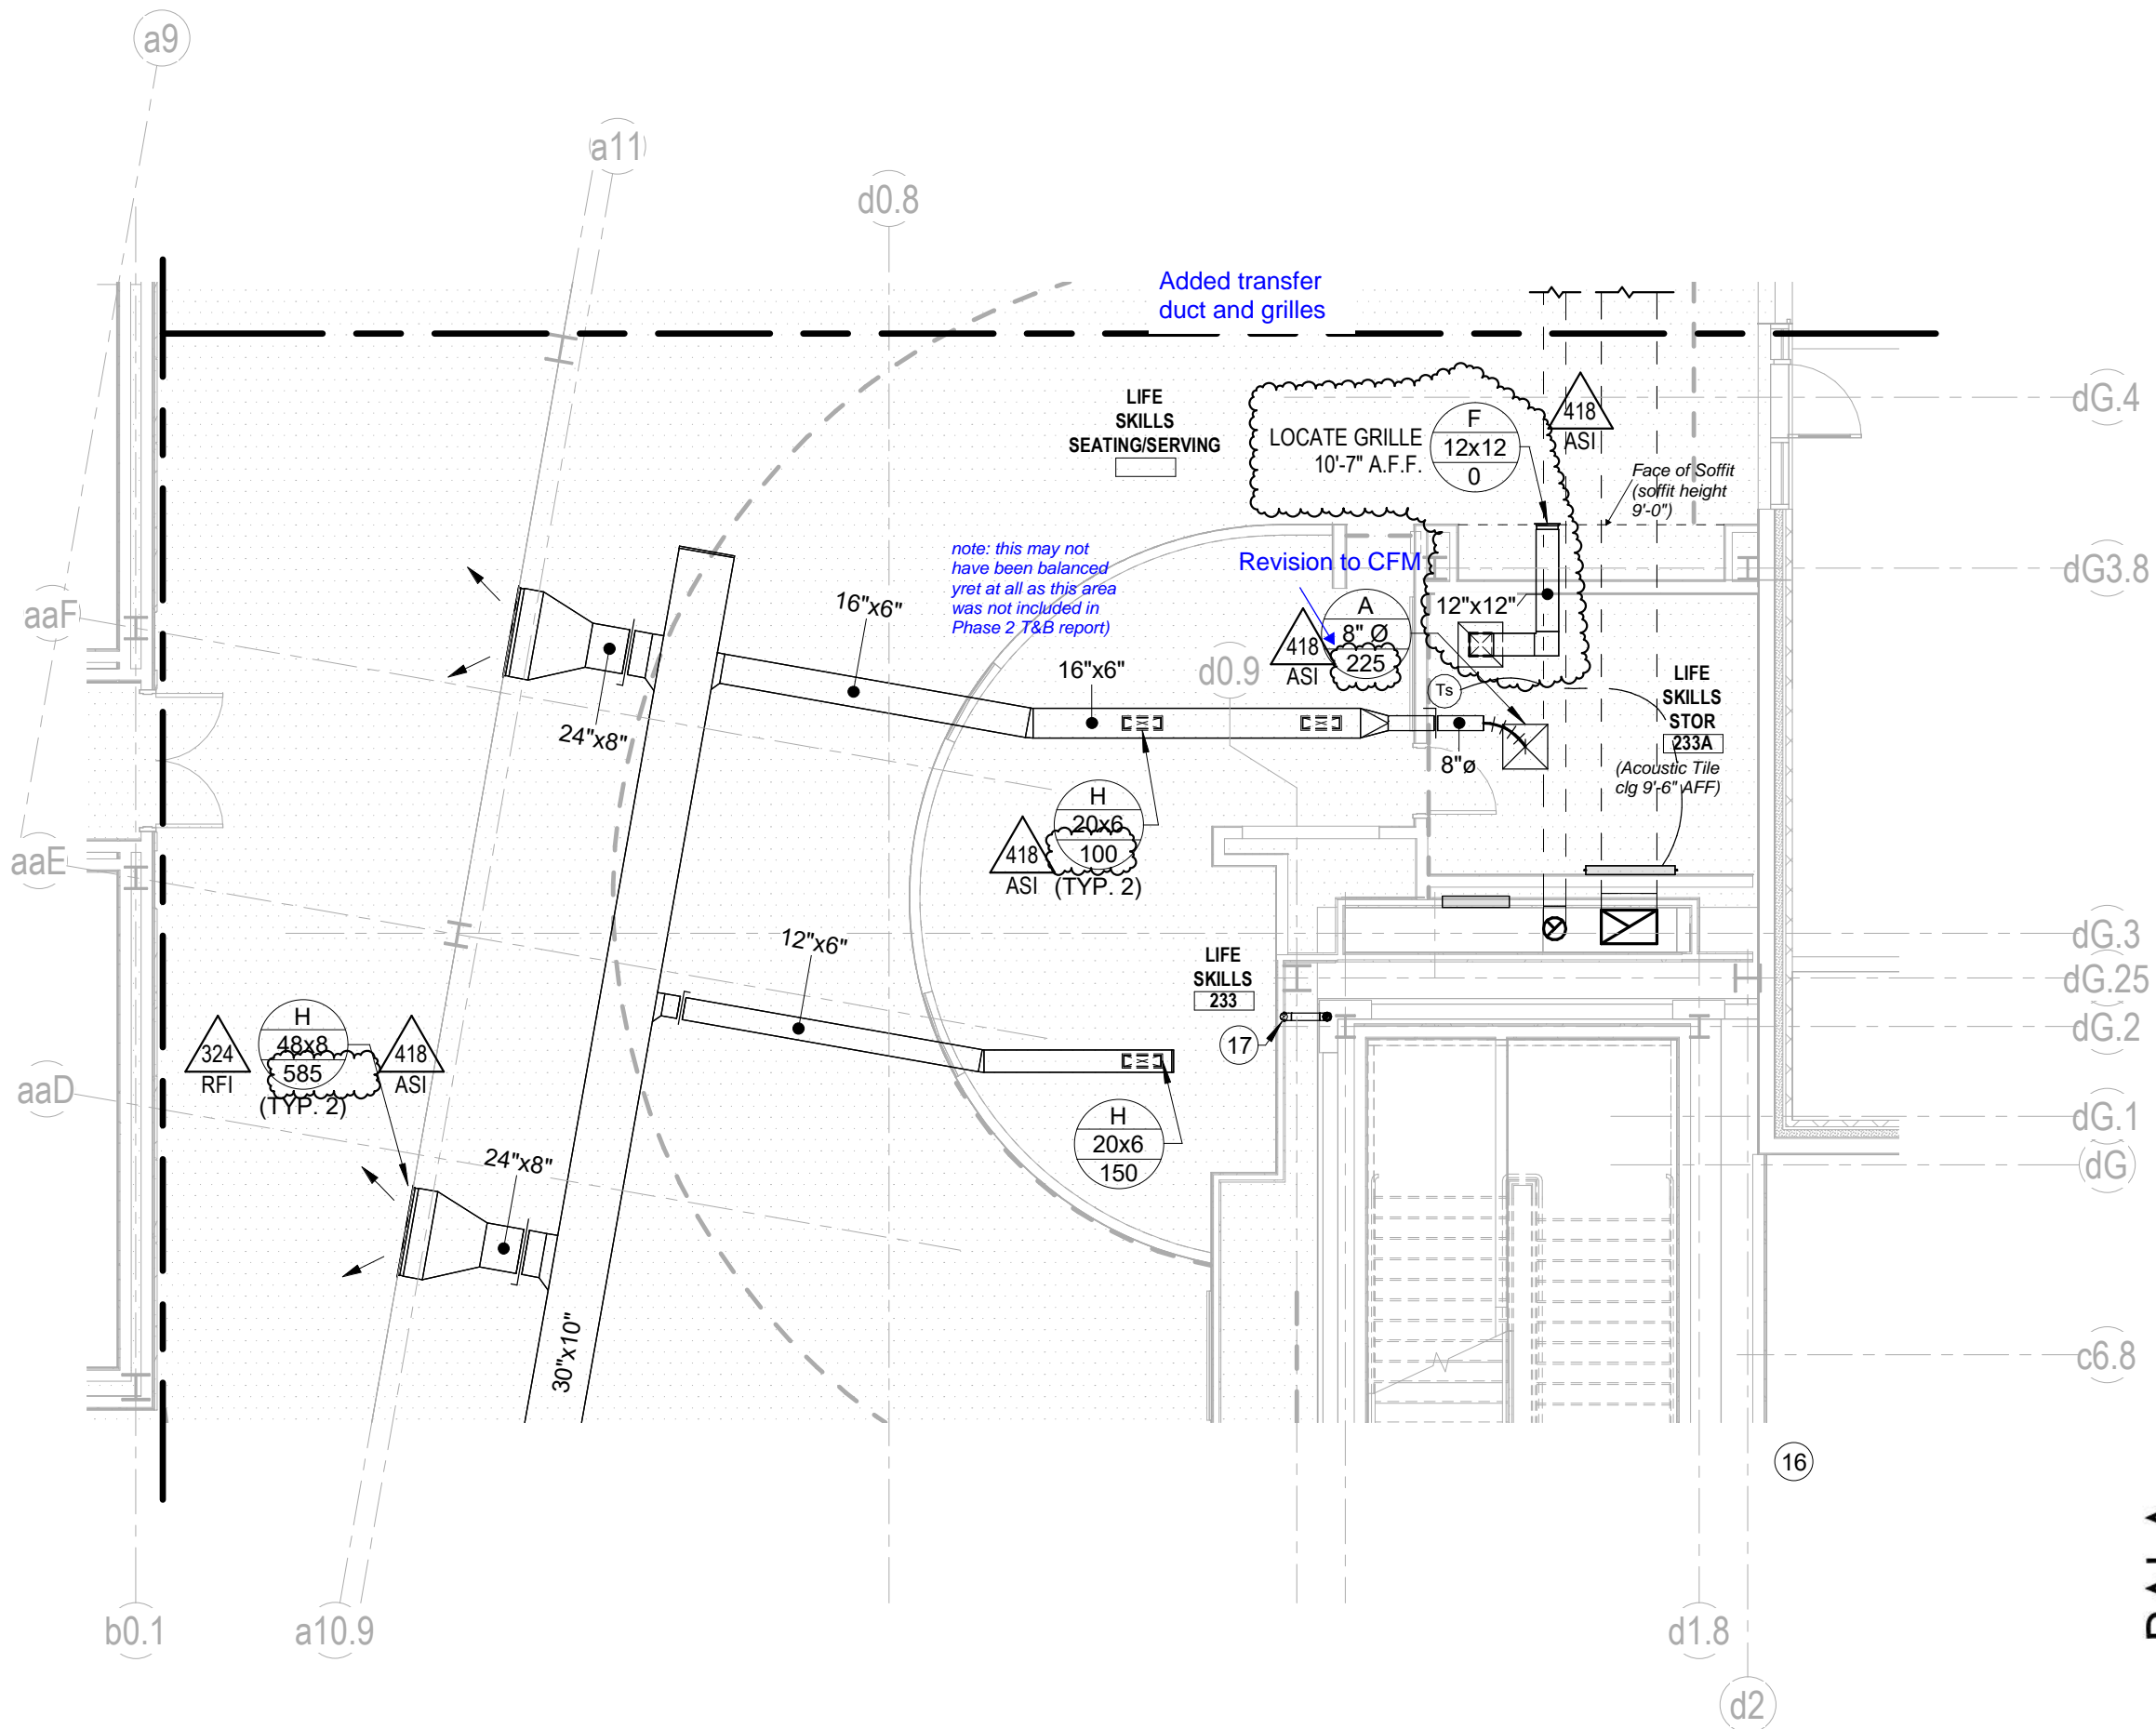 a9
a11
d0.8
Added transfer
duct and grilles
LIFE
SKILLS
SEATING/SERVING
LOCATE GRILLE
10'-7" A.F.F.
F
12x12
0
418
ASI
Face of Soffit
(soffit height
9'-0")
dG.4
note: this may not
have been balanced
yret at all as this area
was not included in
Phase 2 T&B report)
Revision to CFM
dG3.8
aaF
16"x6"
A
8" Ø
225
418
ASI
12"x12"
d0.9
16"x6"
Ts
LIFE
SKILLS
STOR
233A
(Acoustic Tile
clg 9'-6" AFF)
24"x8"
8"ø
H
20x6
100
(TYP. 2)
418
ASI
aaE
12"x6"
LIFE
SKILLS
233
dG.3
dG.25
dG.2
324
RFI
H
48x8
585
(TYP. 2)
418
ASI
17
aaD
H
20x6
150
dG.1
dG
24"x8"
30"x10"
c6.8
16
b0.1
a10.9
d1.8
d2